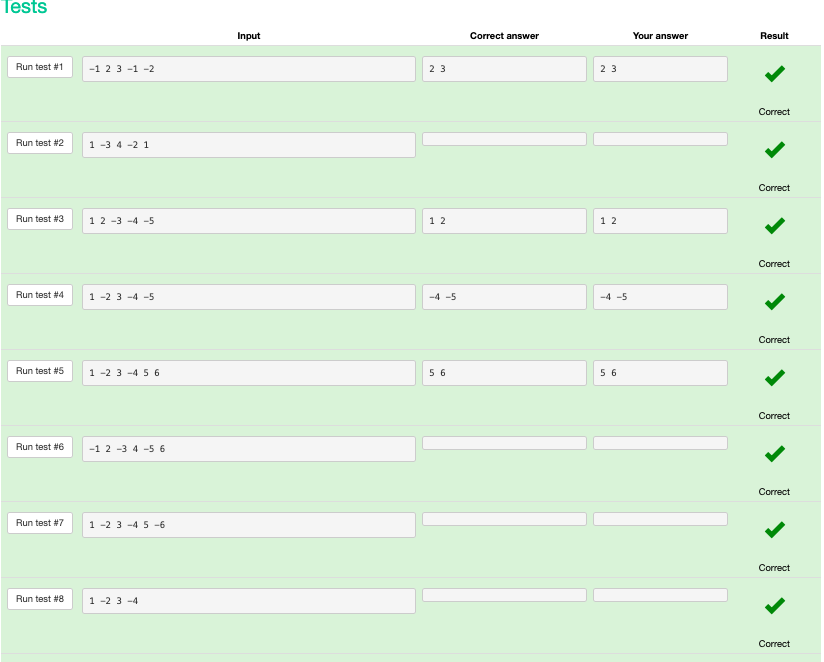 Tests
Input Correct answer Your answer Result
Run test #1 −1 2 3 −1 −2 2 3 2 3
Correct
Run test #2 1 −3 4 −2 1
Correct
Run test #3 1 2 −3 −4 −5 1 2 1 2
Correct
Run test #4 1 −2 3 −4 −5 −4 −5 −4 −5
Correct
Run test #5 1 −2 3 −4 5 6 5 6 5 6
Correct
Run test #6 −1 2 −3 4 −5 6
Correct
Run test #7 1 −2 3 −4 5 −6
Correct
Run test #8 1 −2 3 −4
Correct